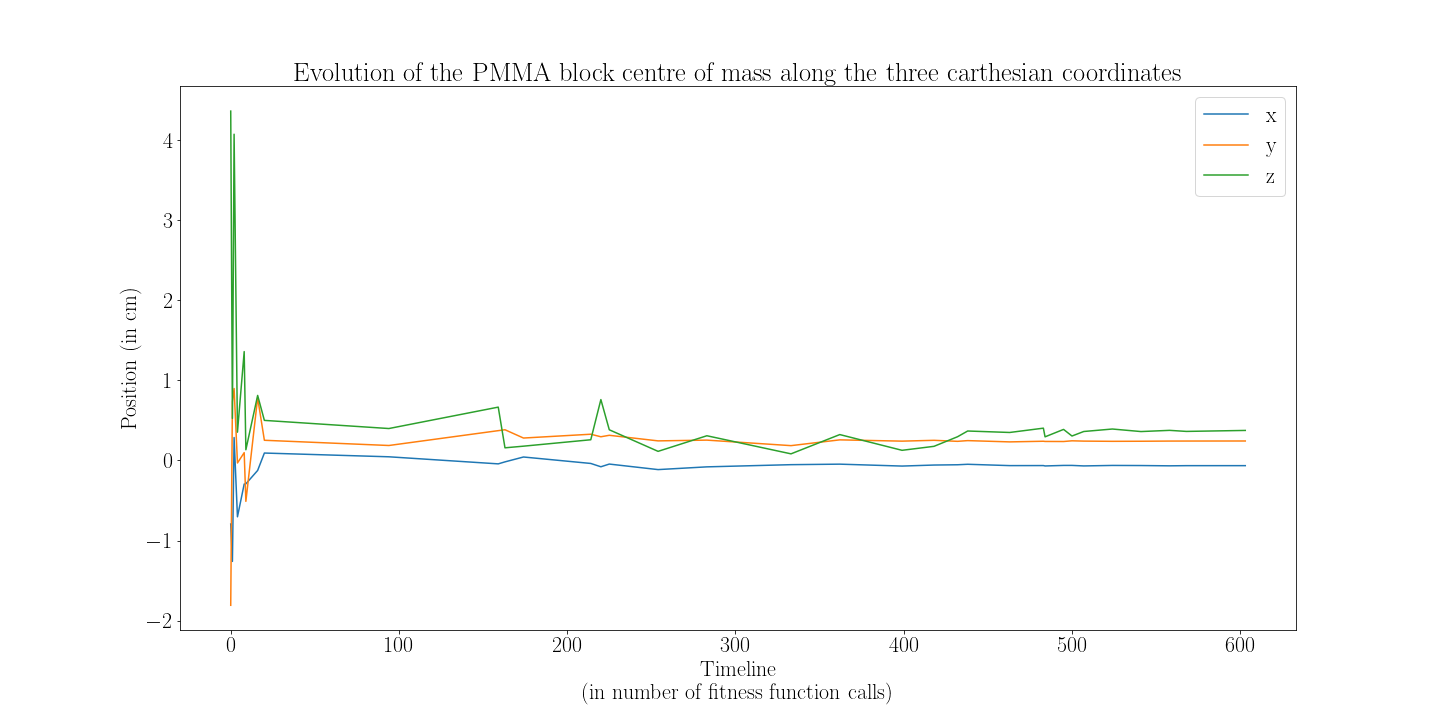 Evolution of the PMMA block centre of mass along the three carthesian coordinates
x
y
z
4
3
2
1
0
−1
−2
Position (in cm)
0 100 200 300 400 500 600
Timeline
(in number of fitness function calls)